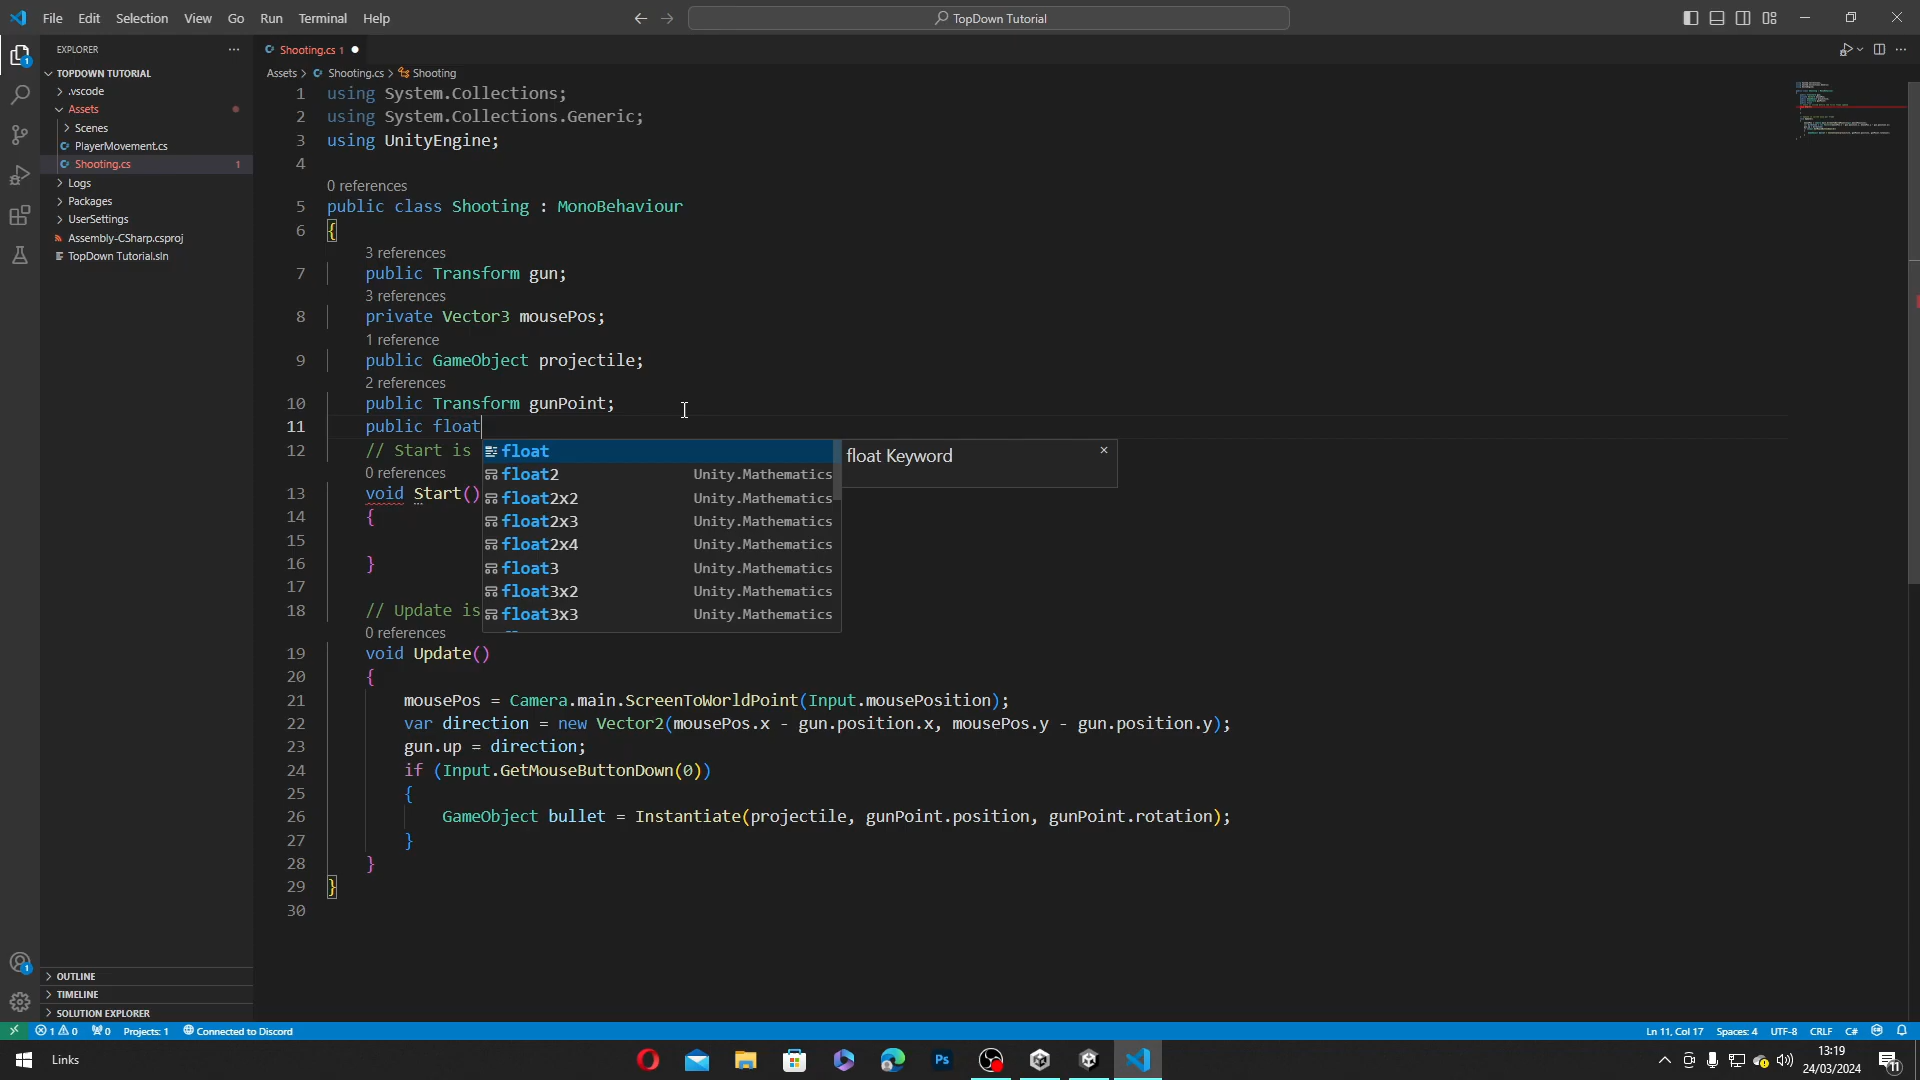 File Edit Selection View Go Run Terminal Help
TopDown Tutorial
EXPLORER
TOPDOWN TUTORIAL
.vscode
Assets
Scenes
PlayerMovement.cs
Shooting.cs 1
Logs
Packages
UserSettings
Assembly-CSharp.csproj
TopDown Tutorial.sln
OUTLINE
TIMELINE
SOLUTION EXPLORER
Shooting.cs 1
Assets > Shooting.cs > Shooting
1 using System.Collections;
2 using System.Collections.Generic;
3 using UnityEngine;
4
0 references
5 public class Shooting : MonoBehaviour
6 {
3 references
7 public Transform gun;
3 references
8 private Vector3 mousePos;
1 reference
9 public GameObject projectile;
2 references
10 public Transform gunPoint;
11 public float
12 // Start is
0 references
13 void Start()
14 {
15
16 }
17
18 // Update is
0 references
19 void Update()
20 {
21 mousePos = Camera.main.ScreenToWorldPoint(Input.mousePosition);
22 var direction = new Vector2(mousePos.x - gun.position.x, mousePos.y - gun.position.y);
23 gun.up = direction;
24 if (Input.GetMouseButtonDown(0))
25 {
26 GameObject bullet = Instantiate(projectile, gunPoint.position, gunPoint.rotation);
27 }
28 }
29 }
30
float
float2 Unity.Mathematics
float2x2 Unity.Mathematics
float2x3 Unity.Mathematics
float2x4 Unity.Mathematics
float3 Unity.Mathematics
float3x2 Unity.Mathematics
float3x3 Unity.Mathematics
float Keyword
1 0 0 Projects: 1 Connected to Discord
Ln 11, Col 17 Spaces: 4 UTF-8 CRLF C#
Links
Ps
13:19
24/03/2024
11